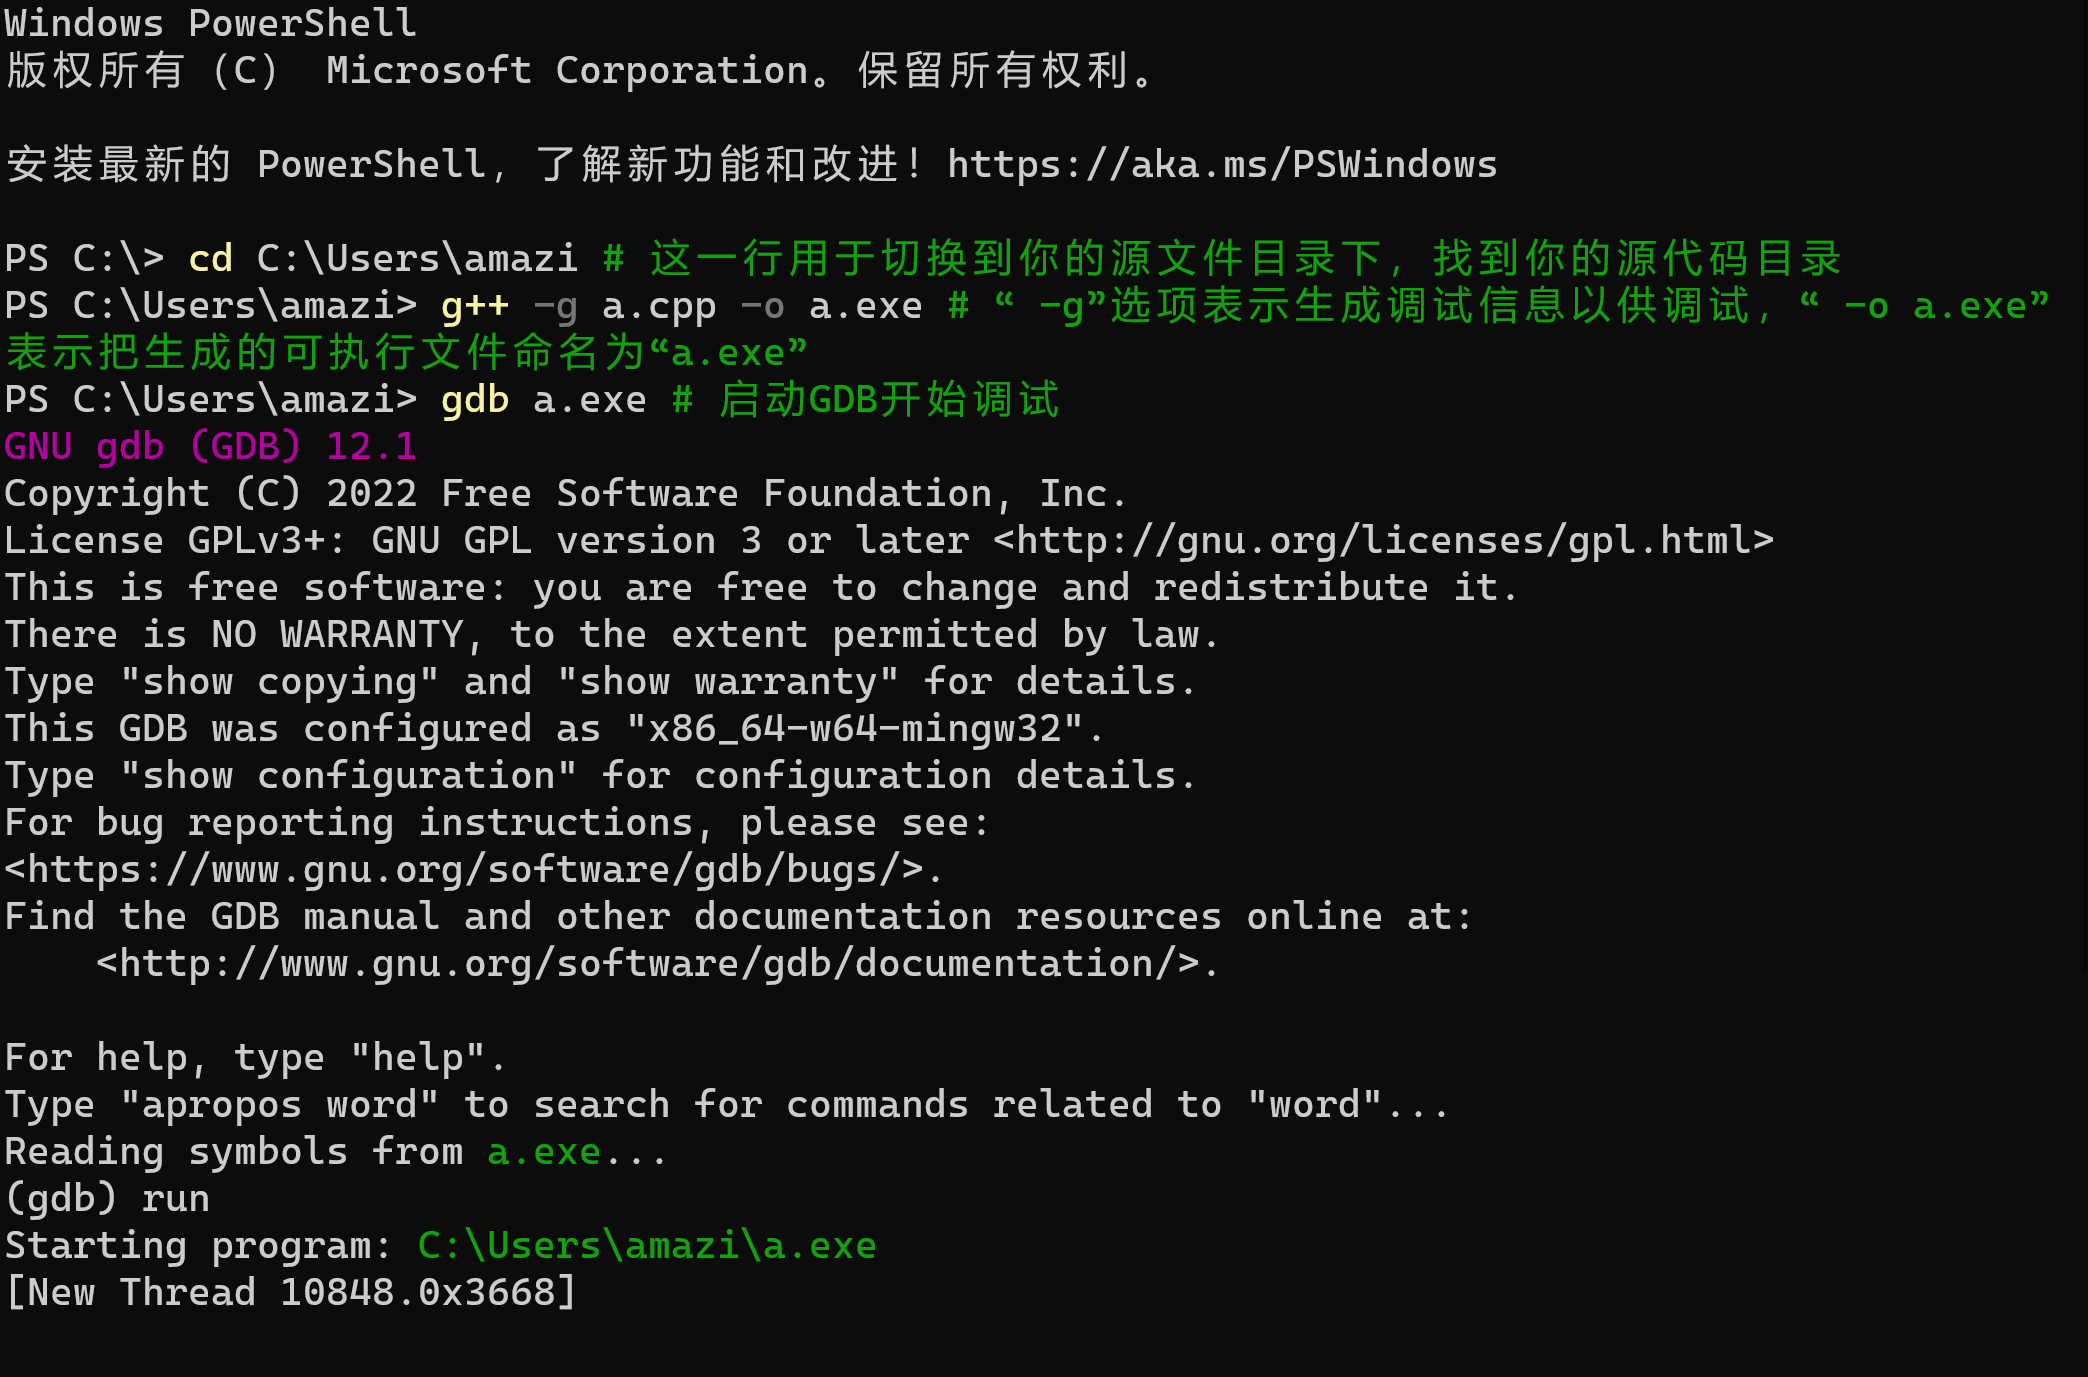 Windows PowerShell
版权所有（C） Microsoft Corporation。保留所有权利。
安装最新的 PowerShell，了解新功能和改进！https://aka.ms/PSWindows
PS C:\> cd C:\Users\amazi # 这一行用于切换到你的源文件目录下，找到你的源代码目录
PS C:\Users\amazi> g++ -g a.cpp -o a.exe # “ -g”选项表示生成调试信息以供调试，“ -o a.exe”
表示把生成的可执行文件命名为“a.exe”
PS C:\Users\amazi> gdb a.exe # 启动GDB开始调试
GNU gdb (GDB) 12.1
Copyright (C) 2022 Free Software Foundation, Inc.
License GPLv3+: GNU GPL version 3 or later <http://gnu.org/licenses/gpl.html>
This is free software: you are free to change and redistribute it.
There is NO WARRANTY, to the extent permitted by law.
Type "show copying" and "show warranty" for details.
This GDB was configured as "x86_64-w64-mingw32".
Type "show configuration" for configuration details.
For bug reporting instructions, please see:
<https://www.gnu.org/software/gdb/bugs/>.
Find the GDB manual and other documentation resources online at:
    <http://www.gnu.org/software/gdb/documentation/>.
For help, type "help".
Type "apropos word" to search for commands related to "word"...
Reading symbols from a.exe...
(gdb) run
Starting program: C:\Users\amazi\a.exe
[New Thread 10848.0x3668]